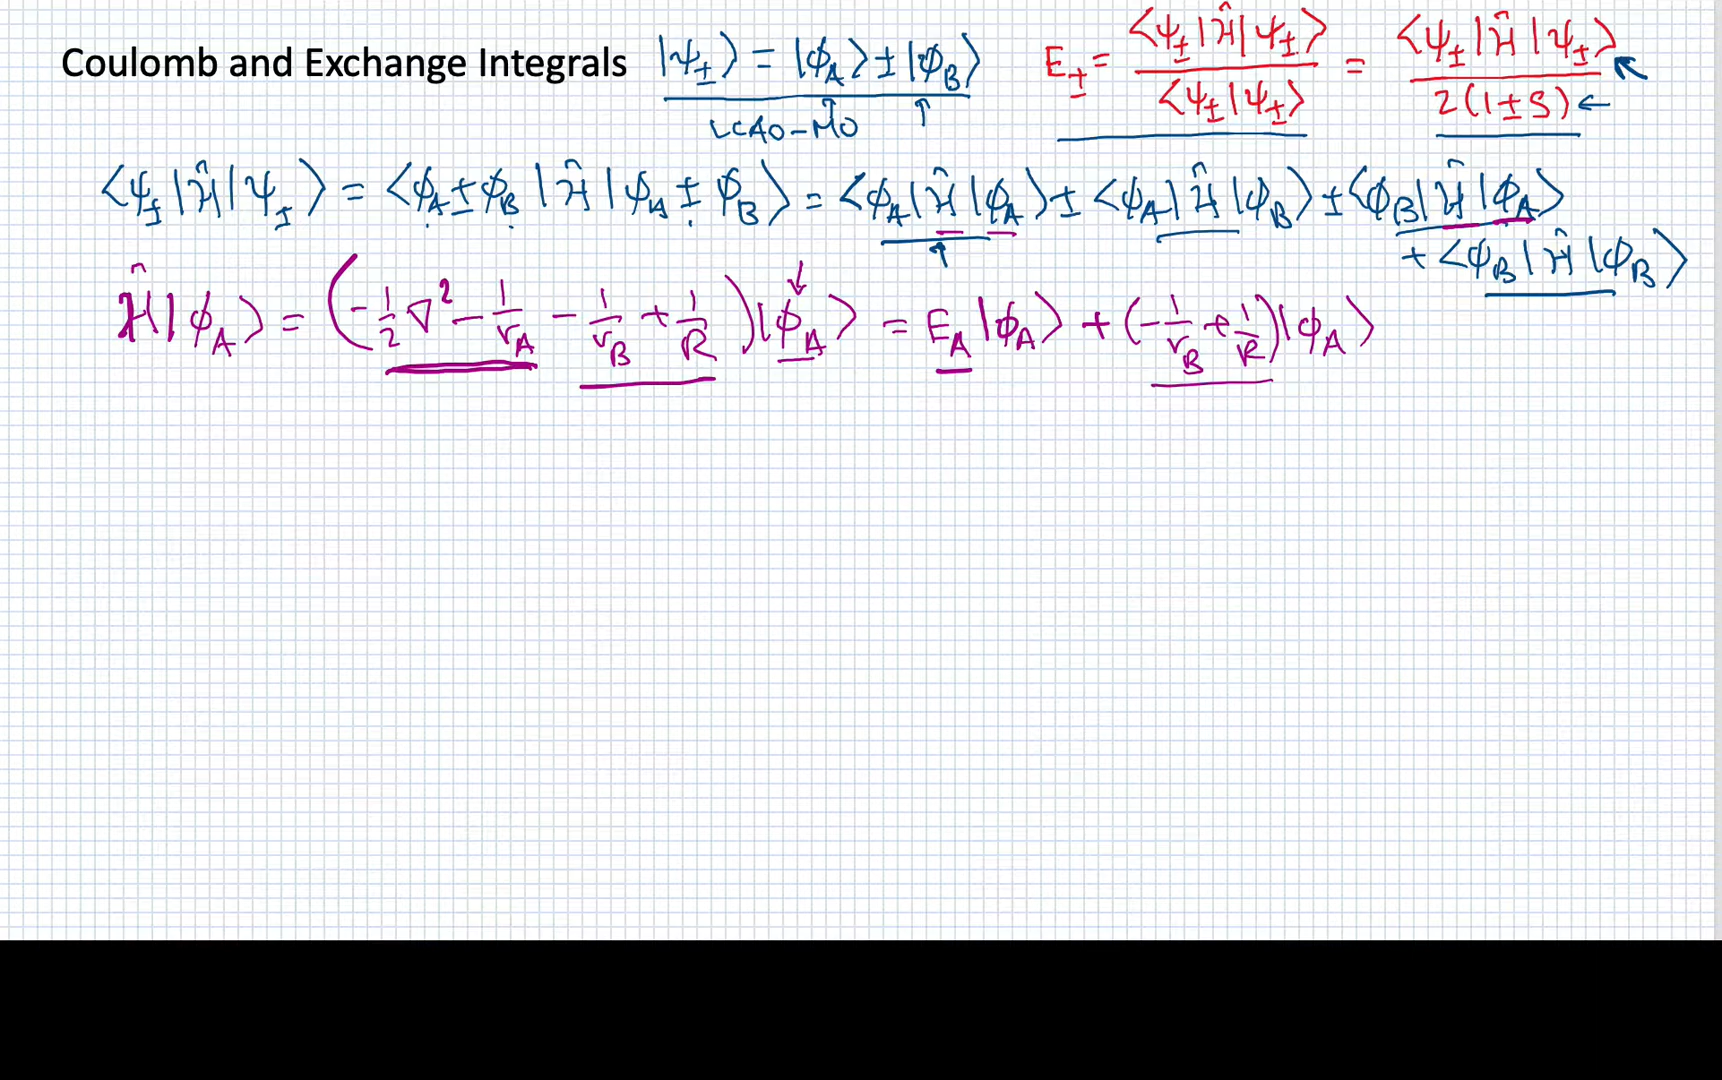 Coulomb and Exchange Integrals |ψ±⟩ = |ϕA⟩ ± |ϕB⟩ E± = ⟨ψ±|Ĥ|ψ±⟩ / ⟨ψ±|ψ±⟩ = ⟨ψ±|Ĥ|ψ±⟩ / 2(1±S) ←
LCAO-MO
⟨ψ±|Ĥ|ψ±⟩ = ⟨ϕA ± ϕB|Ĥ|ϕA ± ϕB⟩ = ⟨ϕA|Ĥ|ϕA⟩ ± ⟨ϕA|Ĥ|ϕB⟩ ± ⟨ϕB|Ĥ|ϕA⟩
+ ⟨ϕB|Ĥ|ϕB⟩
Ĥ|ϕA⟩ = (-1/2 ∇² - 1/rA - 1/rB + 1/R)|ϕA⟩ = EA|ϕA⟩ + (-1/rB + 1/R)|ϕA⟩